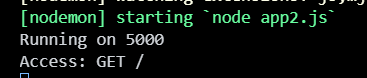 [nodemon] starting `node app2.js`
Running on 5000
Access: GET /